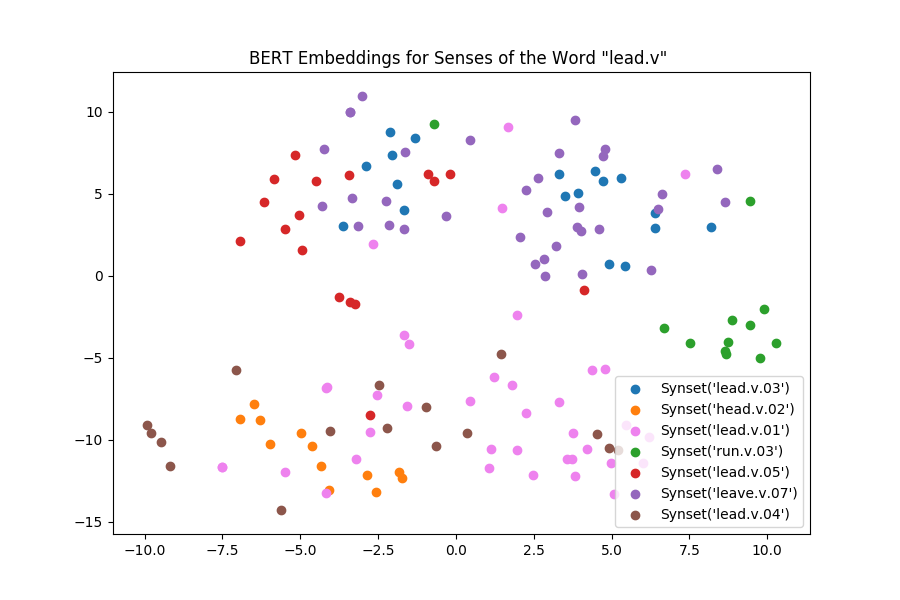 BERT Embeddings for Senses of the Word "lead.v"
10
5
0
−5
−10
−15
Synset('lead.v.03')
Synset('head.v.02')
Synset('lead.v.01')
Synset('run.v.03')
Synset('lead.v.05')
Synset('leave.v.07')
Synset('lead.v.04')
−10.0 −7.5 −5.0 −2.5 0.0 2.5 5.0 7.5 10.0